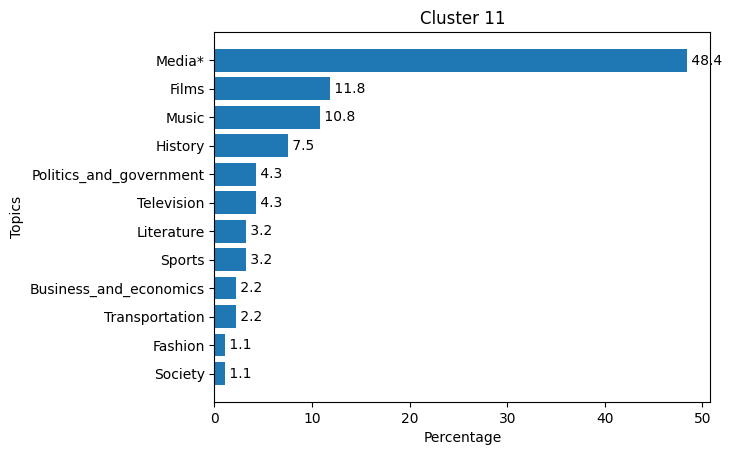 Cluster 11
Topics
Media* 48.4
Films 11.8
Music 10.8
History 7.5
Politics_and_government 4.3
Television 4.3
Literature 3.2
Sports 3.2
Business_and_economics 2.2
Transportation 2.2
Fashion 1.1
Society 1.1
0 10 20 30 40 50
Percentage